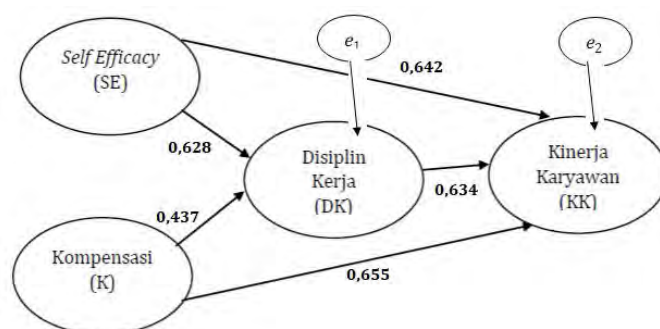 Self Efficacy
(SE)
e₁
e₂
0,642
0,628
Disiplin
Kerja
(DK)
0,634
Kinerja
Karyawan
(KK)
0,437
Kompensasi
(K)
0,655